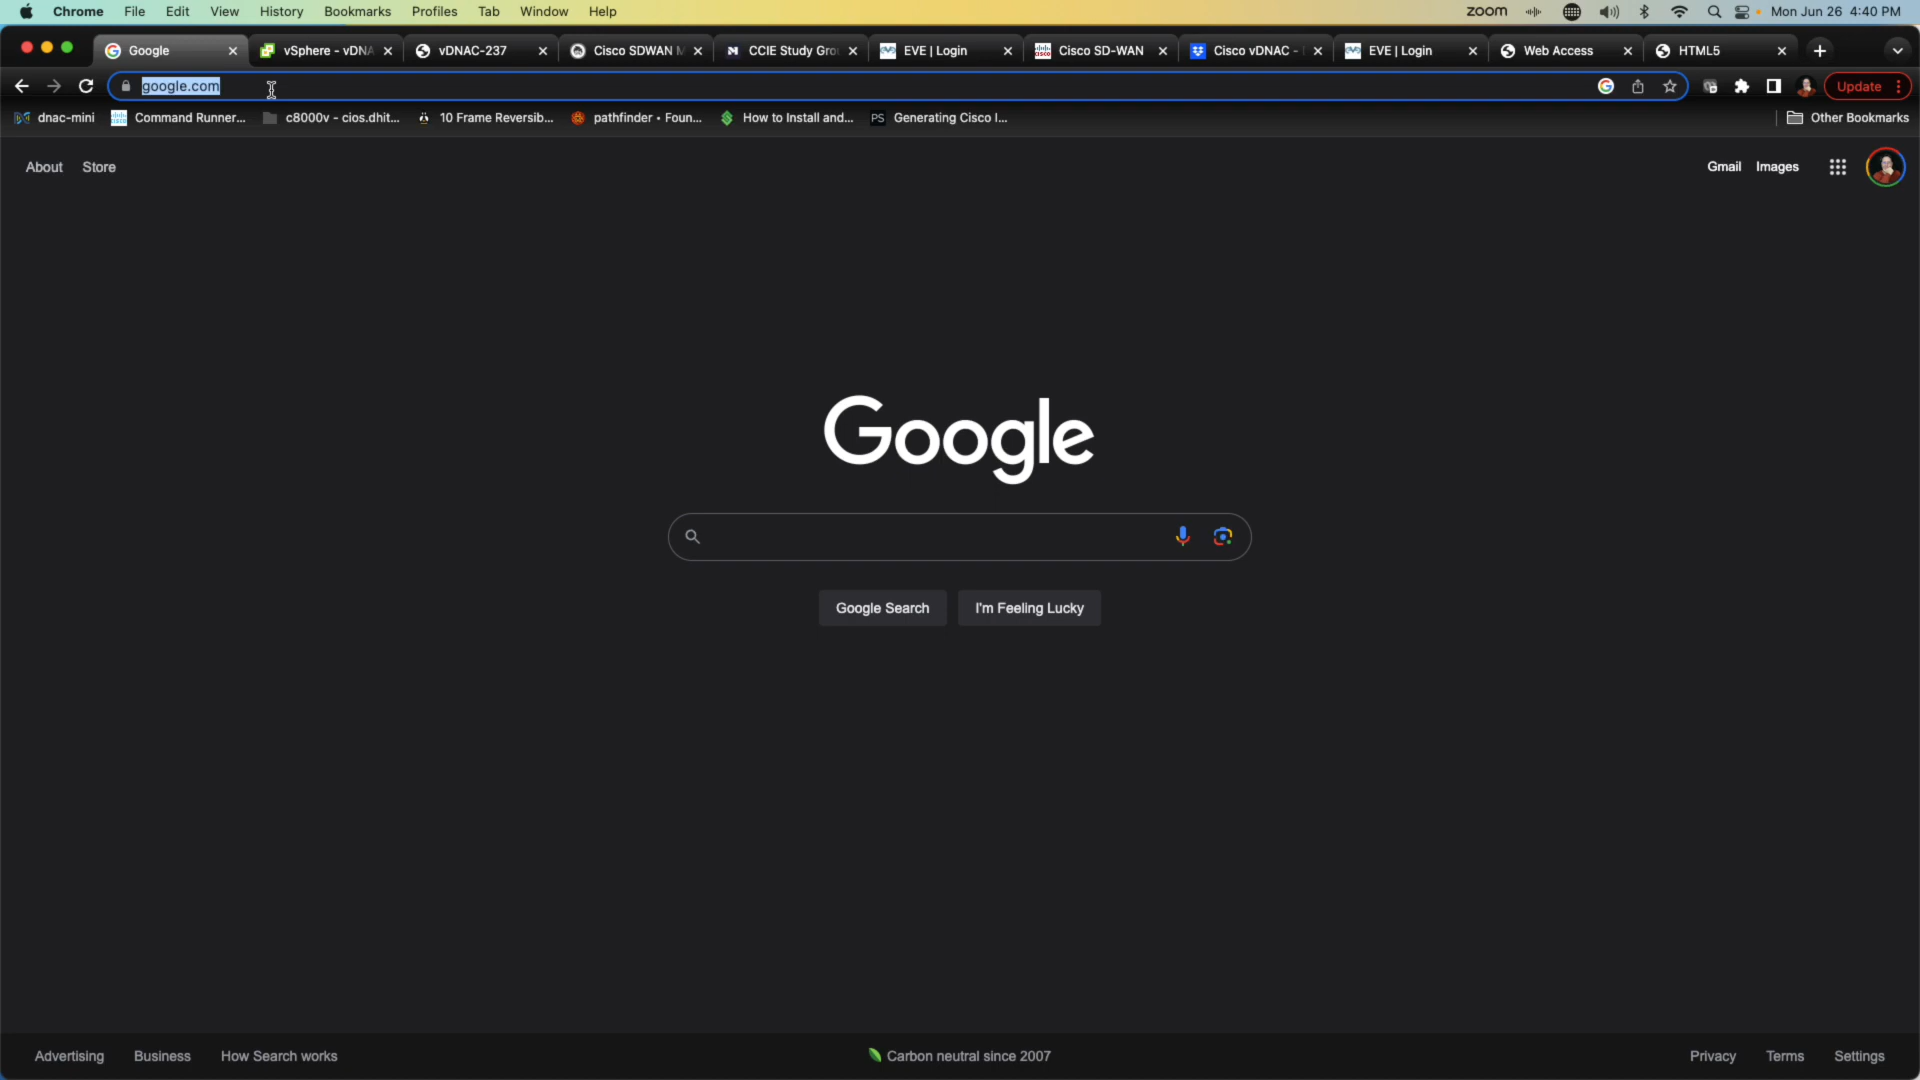 Chrome File Edit View History Bookmarks Profiles Tab Window Help zoom Mon Jun 26 4:40 PM
Google vSphere - vDNA vDNAC-237 Cisco SDWAN M CCIE Study Gro EVE | Login Cisco SD-WAN Cisco vDNAC - EVE | Login Web Access HTML5
google.com Update
dnac-mini Command Runner... c8000v - cios.dhit... 10 Frame Reversib... pathfinder • Foun... How to Install and... PS Generating Cisco I... Other Bookmarks
About Store Gmail Images
Google
Google Search I'm Feeling Lucky
Advertising Business How Search works Carbon neutral since 2007 Privacy Terms Settings